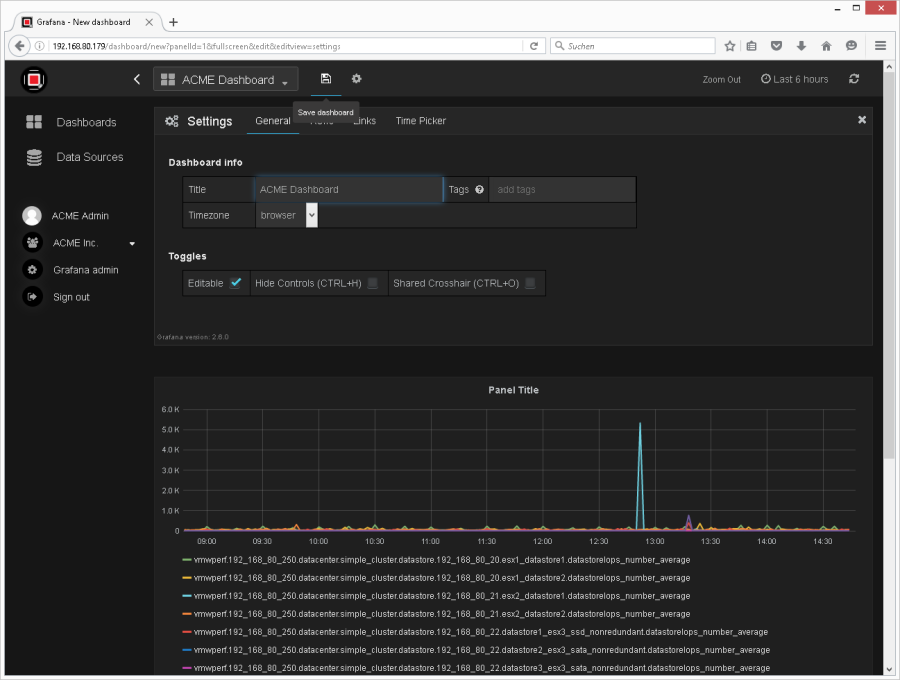 Grafana - New dashboard
192.168.80.179/dashboard/new?panelId=1&fullscreen&edit&editview=settings
Suchen
ACME Dashboard
Zoom Out
Last 6 hours
Save dashboard
Dashboards
Data Sources
ACME Admin
ACME Inc.
Grafana admin
Sign out
Settings
General
Links
Time Picker
Dashboard info
Title ACME Dashboard Tags add tags
Timezone browser
Toggles
Editable Hide Controls (CTRL+H) Shared Crosshair (CTRL+O)
Grafana version: 2.6.0
Panel Title
6.0 K
5.0 K
4.0 K
3.0 K
2.0 K
1.0 K
0
09:00 09:30 10:00 10:30 11:00 11:30 12:00 12:30 13:00 13:30 14:00 14:30
vmwperf.192_168_80_250.datacenter.simple_cluster.datastore.192_168_80_20.esx1_datastore1.datastoreIops_number_average
vmwperf.192_168_80_250.datacenter.simple_cluster.datastore.192_168_80_20.esx1_datastore2.datastoreIops_number_average
vmwperf.192_168_80_250.datacenter.simple_cluster.datastore.192_168_80_21.esx2_datastore1.datastoreIops_number_average
vmwperf.192_168_80_250.datacenter.simple_cluster.datastore.192_168_80_21.esx2_datastore2.datastoreIops_number_average
vmwperf.192_168_80_250.datacenter.simple_cluster.datastore.192_168_80_22.datastore1_esx3_ssd_nonredundant.datastoreIops_number_average
vmwperf.192_168_80_250.datacenter.simple_cluster.datastore.192_168_80_22.datastore2_esx3_sata_nonredundant.datastoreIops_number_average
vmwperf.192_168_80_250.datacenter.simple_cluster.datastore.192_168_80_22.datastore3_esx3_sata_nonredundant.datastoreIops_number_average